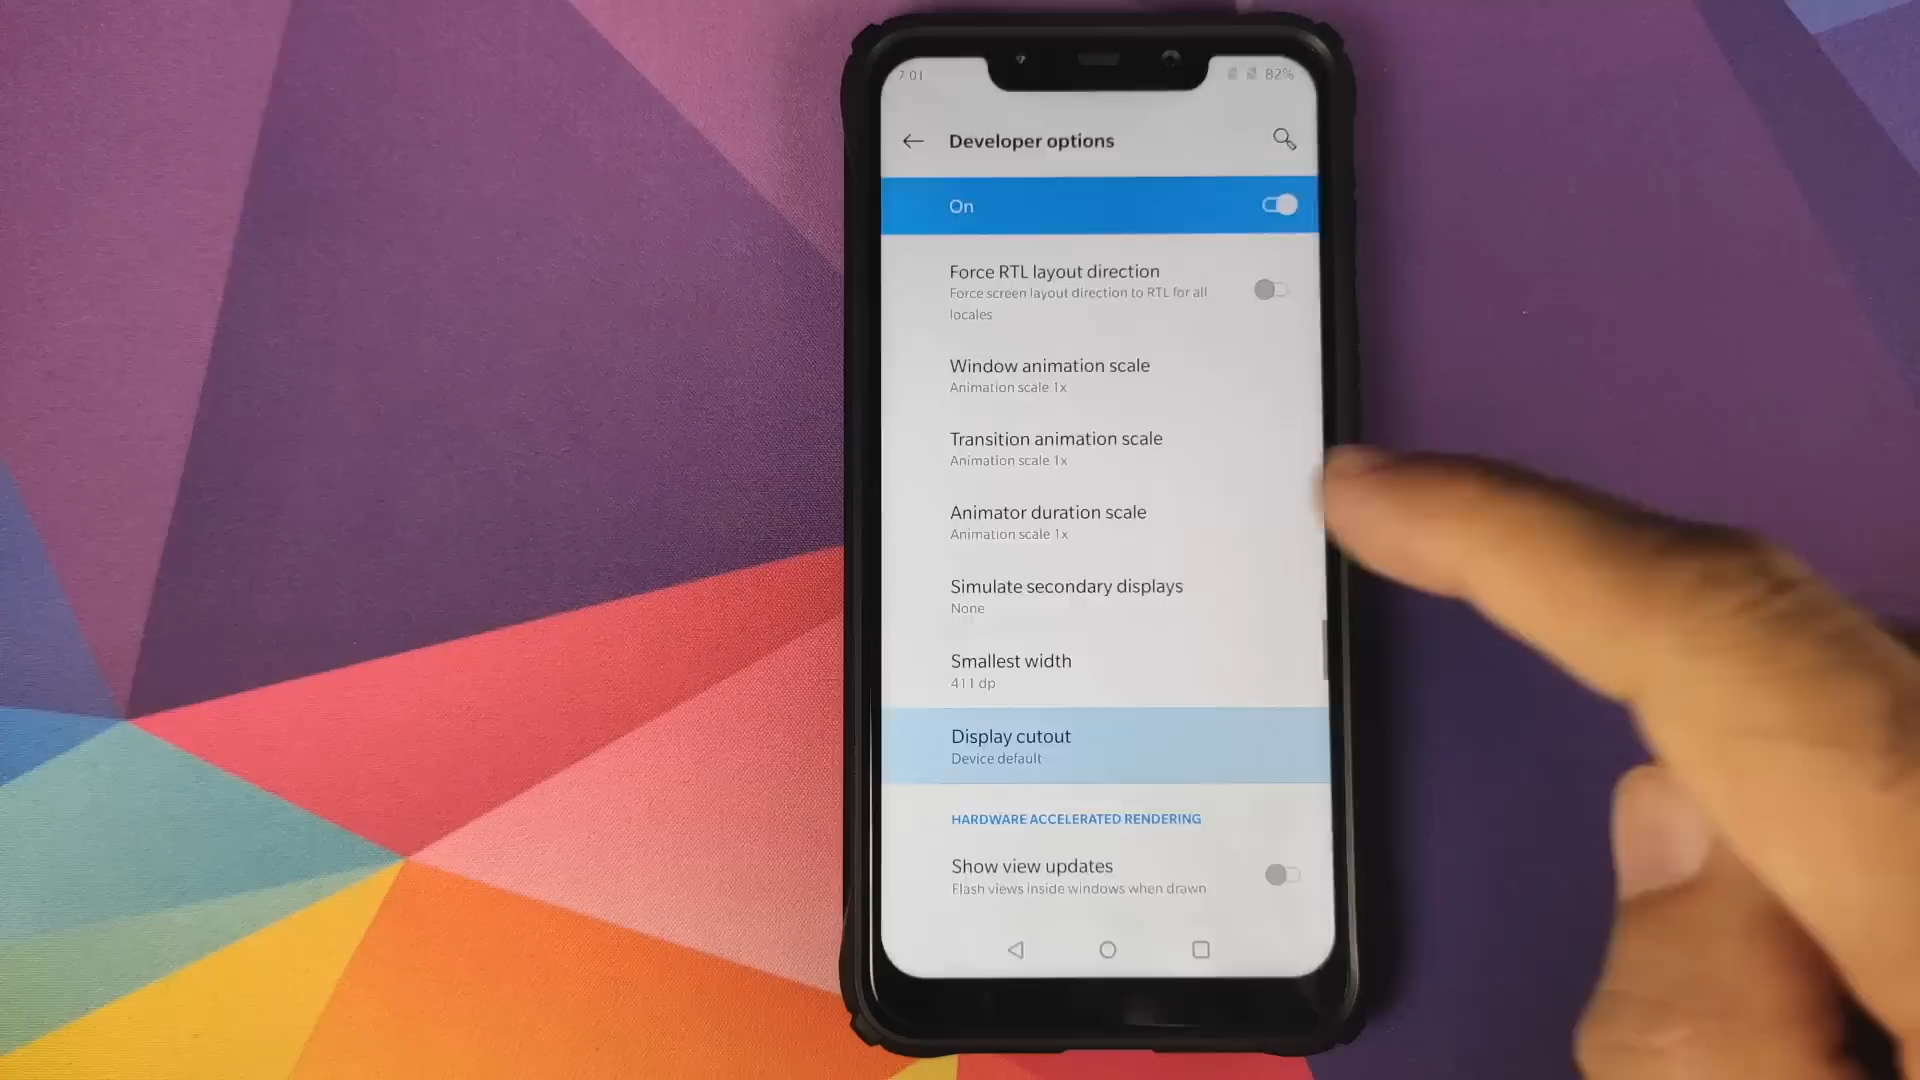 7:01
82%
Developer options
On
Force RTL layout direction
Force screen layout direction to RTL for all
locales
Window animation scale
Animation scale 1x
Transition animation scale
Animation scale 1x
Animator duration scale
Animation scale 1x
Simulate secondary displays
None
Smallest width
411 dp
Display cutout
Device default
HARDWARE ACCELERATED RENDERING
Show view updates
Flash views inside windows when drawn